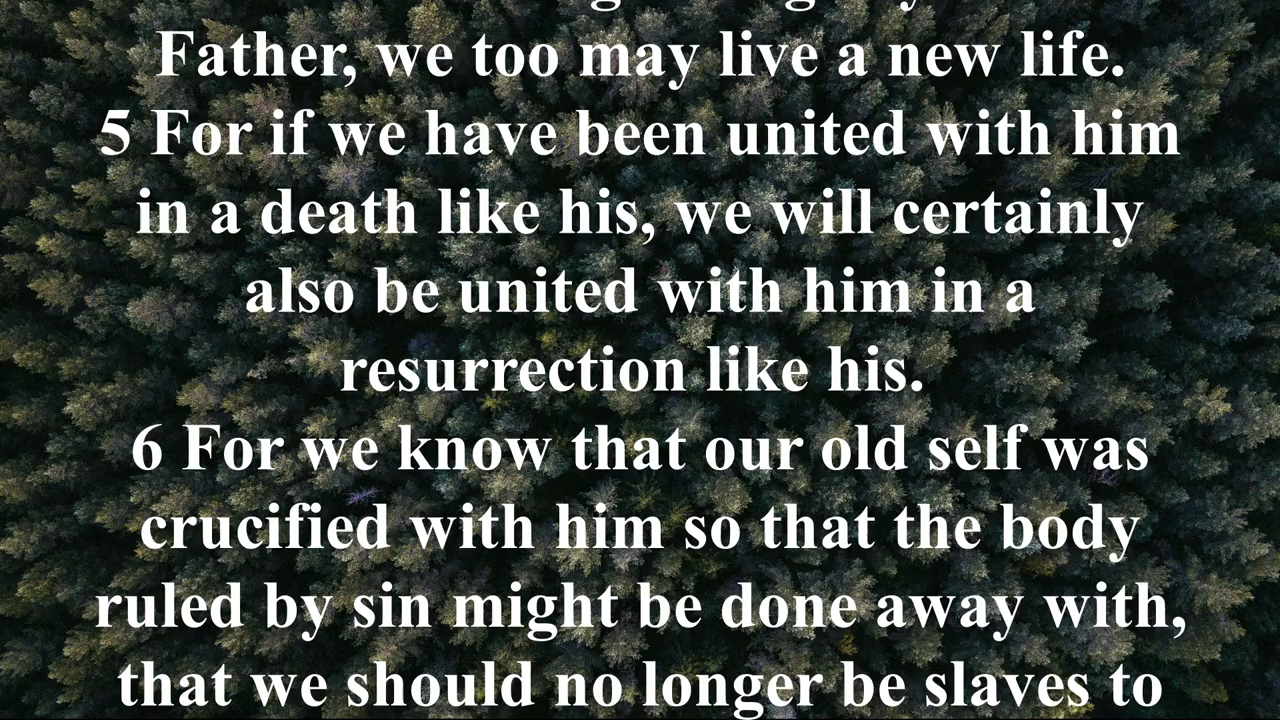 Father, we too may live a new life.
5 For if we have been united with him
in a death like his, we will certainly
also be united with him in a
resurrection like his.
6 For we know that our old self was
crucified with him so that the body
ruled by sin might be done away with,
that we should no longer be slaves to